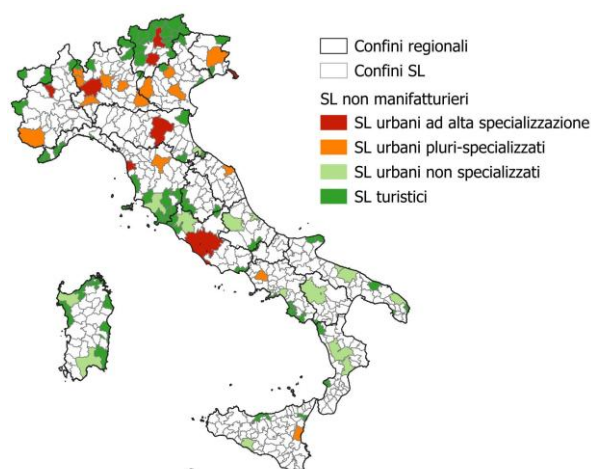 Confini regionali
Confini SL
SL non manifatturieri
SL urbani ad alta specializzazione
SL urbani pluri-specializzati
SL urbani non specializzati
SL turistici